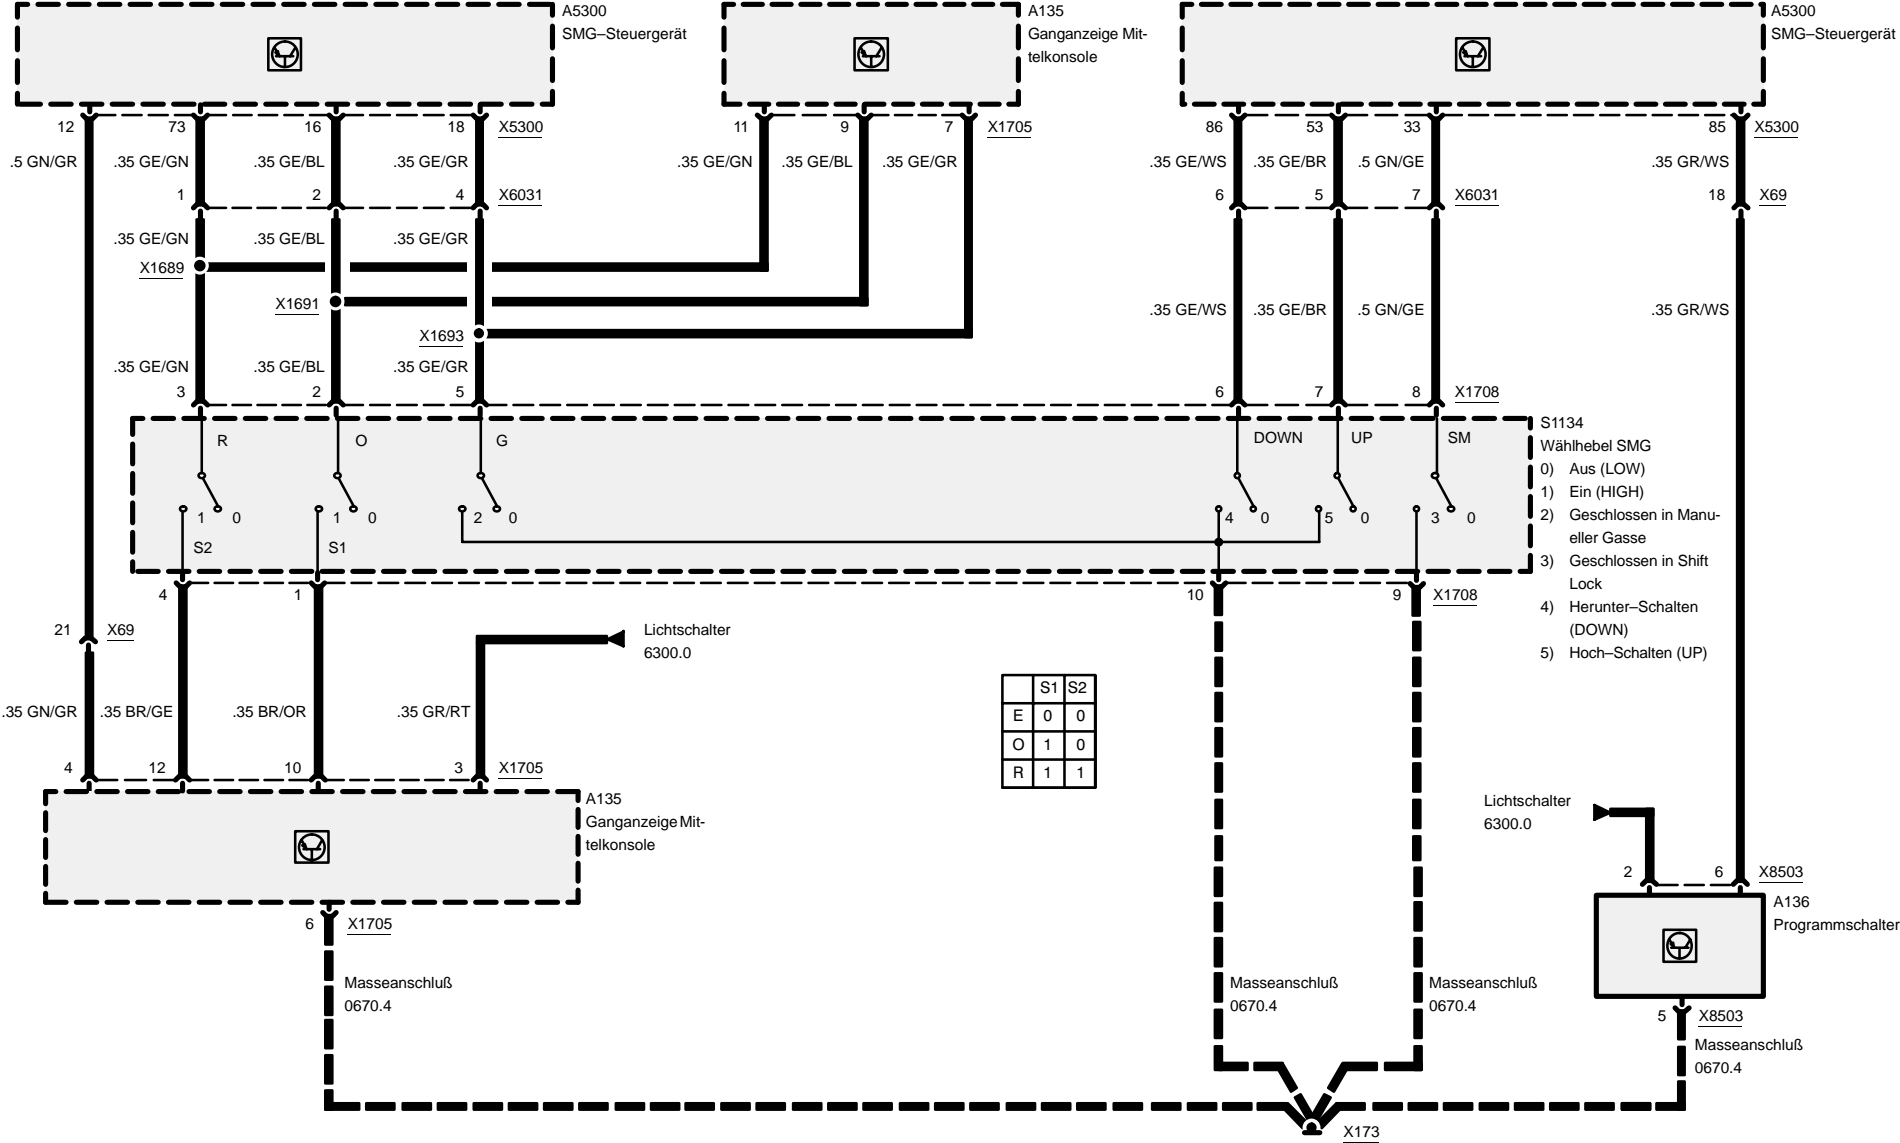 A5300
SMG–Steuergerät
A135
Ganganzeige Mit-
telkonsole
A5300
SMG–Steuergerät
12 73 16 18 X5300 11 9 7 X1705 86 53 33 85 X5300
.5 GN/GR .35 GE/GN .35 GE/BL .35 GE/GR .35 GE/GN .35 GE/BL .35 GE/GR .35 GE/WS .35 GE/BR .5 GN/GE .35 GR/WS
1 2 4 X6031 6 5 7 X6031 18 X69
.35 GE/GN .35 GE/BL .35 GE/GR
X1689
X1691
.35 GE/WS .35 GE/BR .5 GN/GE .35 GR/WS
X1693
.35 GE/GN .35 GE/BL .35 GE/GR
3 2 5 6 7 8 X1708
R O G DOWN UP SM
1 0 1 0 2 0 4 0 5 0 3 0
S2 S1
S1134
Wählhebel SMG
0) Aus (LOW)
1) Ein (HIGH)
2) Geschlossen in Manu-
eller Gasse
3) Geschlossen in Shift
Lock
4) Herunter–Schalten
(DOWN)
5) Hoch–Schalten (UP)
4 1 10 9 X1708
21 X69
Lichtschalter
6300.0
.35 GN/GR .35 BR/GE .35 BR/OR .35 GR/RT
S1 S2
E 0 0
O 1 0
R 1 1
4 12 10 3 X1705
A135
Ganganzeige Mit-
telkonsole
Lichtschalter
6300.0
2 6 X8503
A136
Programmschalter
6 X1705
Masseanschluß
0670.4
Masseanschluß
0670.4
Masseanschluß
0670.4
5 X8503
Masseanschluß
0670.4
X173